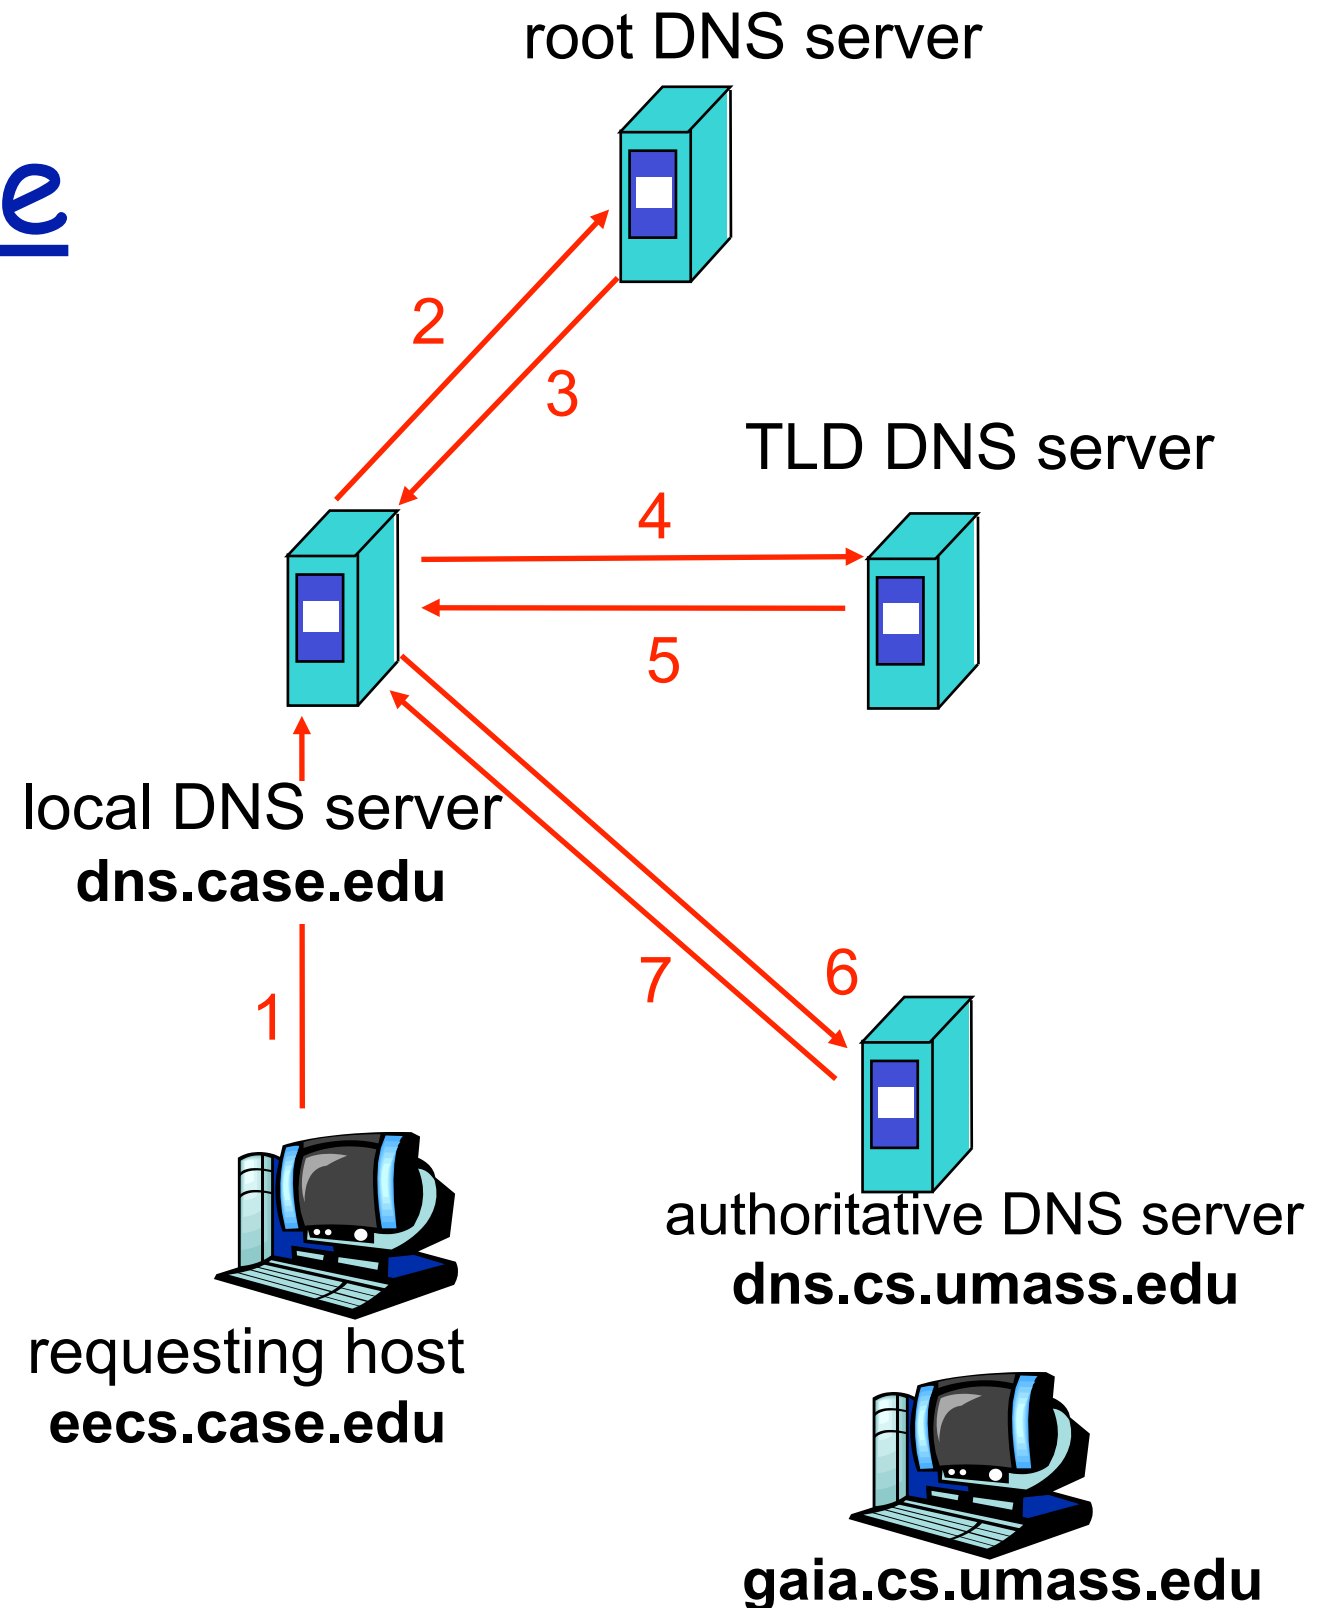 root DNS server
e
2
3
TLD DNS server
4
5
local DNS server
dns.case.edu
7
6
1
authoritative DNS server
dns.cs.umass.edu
requesting host
eecs.case.edu
gaia.cs.umass.edu